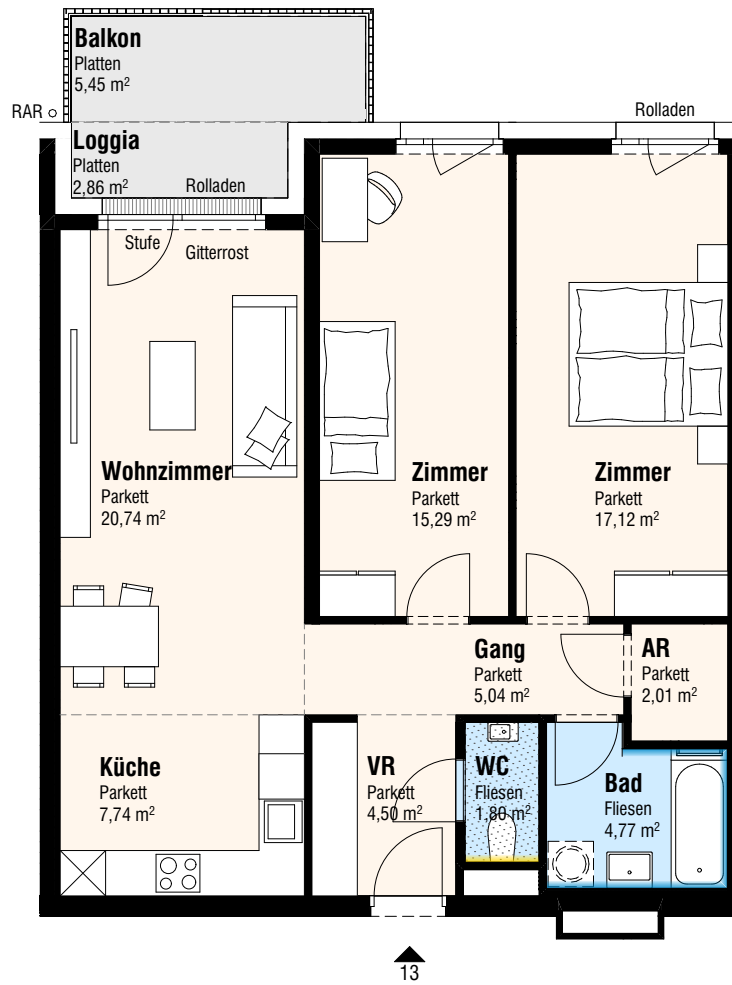 Balkon
Platten
5,45 m²
RAR
Rolladen
Loggia
Platten
2,86 m²
Rolladen
Stufe
Gitterrost
Wohnzimmer
Parkett
20,74 m²
Zimmer
Parkett
15,29 m²
Zimmer
Parkett
17,12 m²
Gang
Parkett
5,04 m²
AR
Parkett
2,01 m²
Küche
Parkett
7,74 m²
VR
Parkett
4,50 m²
WC
Fliesen
1,80 m²
Bad
Fliesen
4,77 m²
13